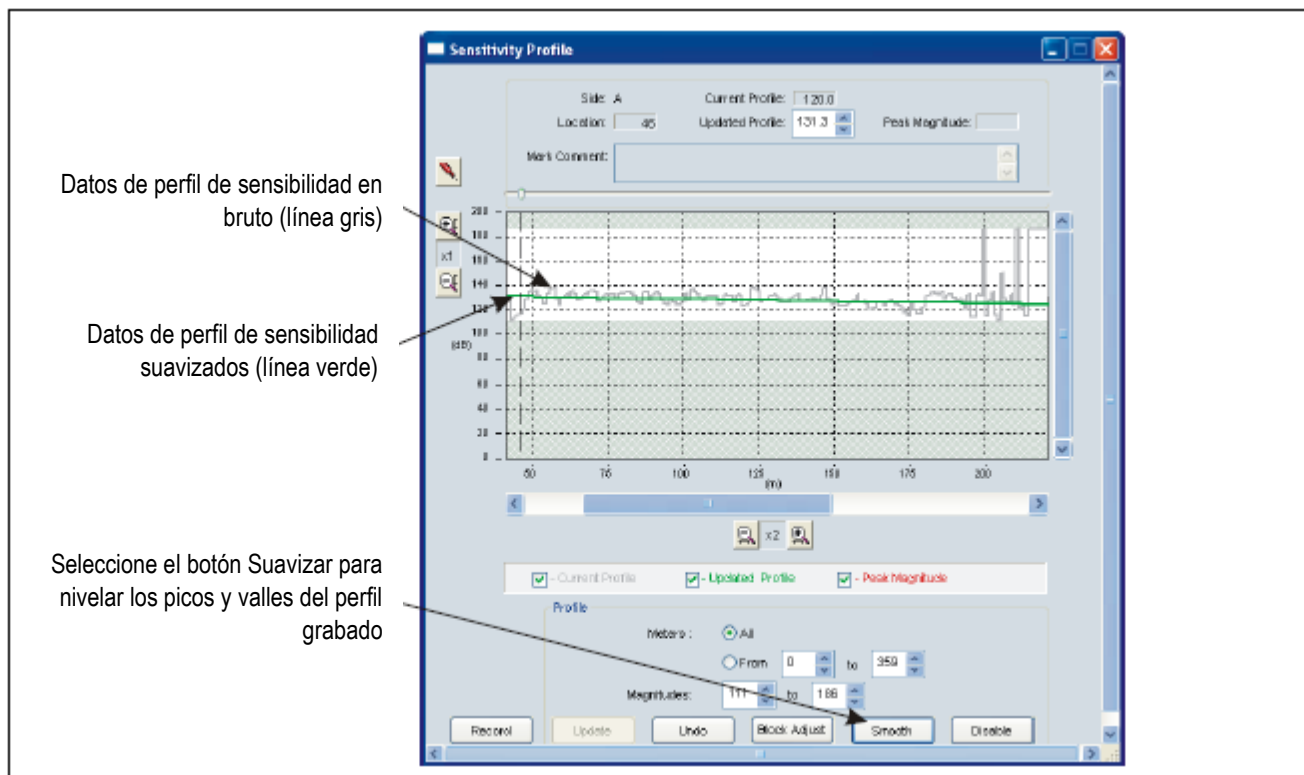 Sensitivity Profile
Side: A
Current Profile: 120.0
Location: 46
Updated Profile: 131.3
Peak Magnitude:
Mark Comment:
Datos de perfil de sensibilidad en
bruto (línea gris)
Datos de perfil de sensibilidad
suavizados (línea verde)
200
180
160
x1
140
120
100
(dB)
80
60
40
20
0
50 75 100 125 150 175 200
(m)
x2
- Current Profile
- Updated Profile
- Peak Magnitude
Seleccione el botón Suavizar para
nivelar los picos y valles del perfil
grabado
Profile
Meters :
All
From 0 to 359
Magnitudes: 111 to 186
Record
Update
Undo
Block Adjust
Smooth
Disable